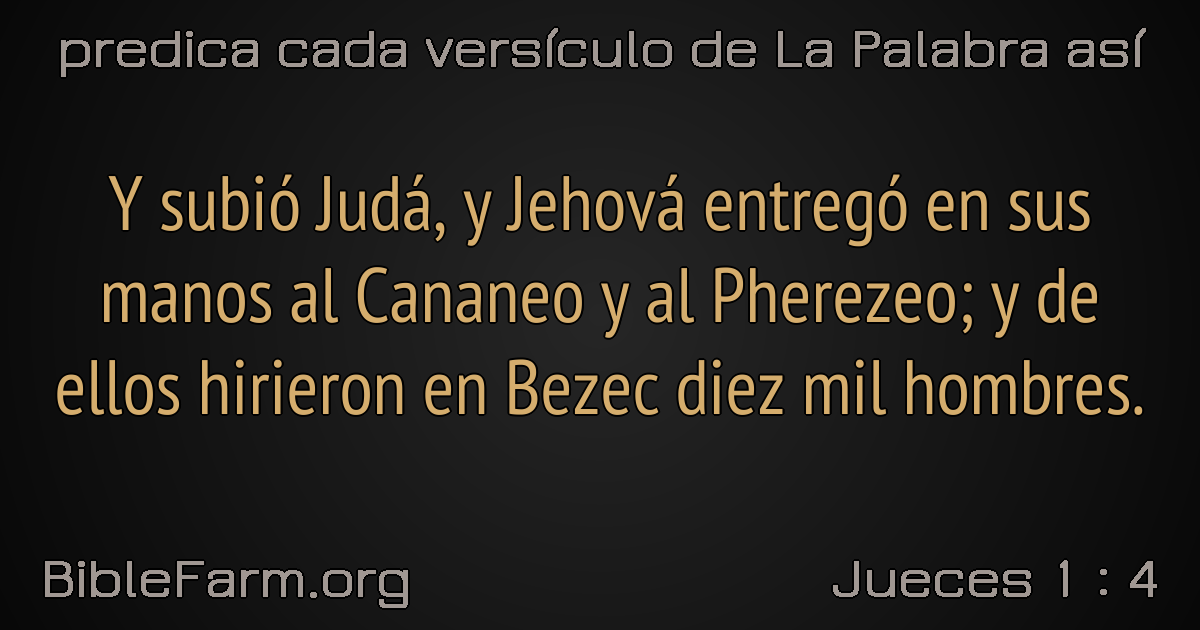 predica cada versículo de La Palabra así
Y subió Judá, y Jehová entregó en sus
manos al Cananeo y al Pherezeo; y de
ellos hirieron en Bezec diez mil hombres.
BibleFarm.org
Jueces 1 : 4